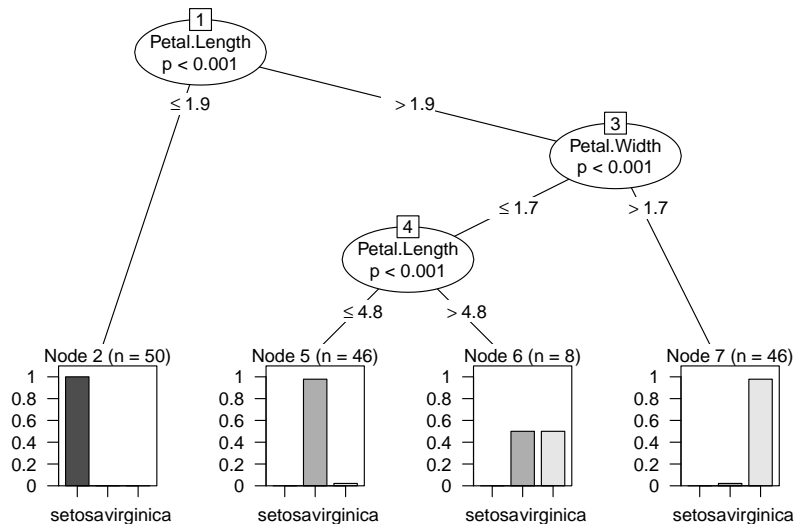 1
Petal.Length
p < 0.001
≤ 1.9
> 1.9
3
Petal.Width
p < 0.001
≤ 1.7
> 1.7
4
Petal.Length
p < 0.001
≤ 4.8
> 4.8
Node 2 (n = 50)
1
0.8
0.6
0.4
0.2
0
setosavirginica
Node 5 (n = 46)
1
0.8
0.6
0.4
0.2
0
setosavirginica
Node 6 (n = 8)
1
0.8
0.6
0.4
0.2
0
setosavirginica
Node 7 (n = 46)
1
0.8
0.6
0.4
0.2
0
setosavirginica